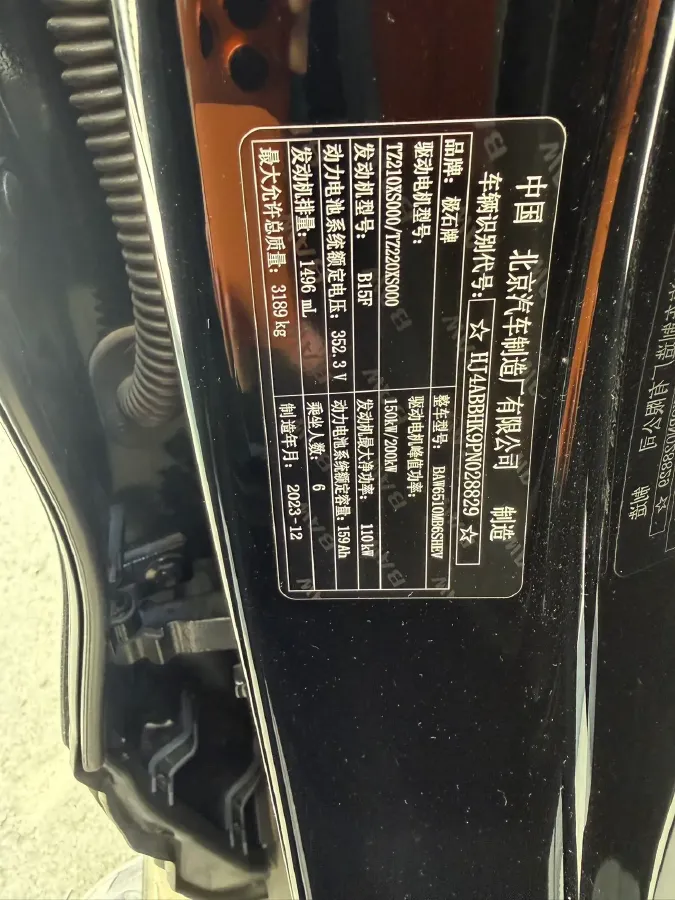 中国 北京汽车制造厂有限公司 制造
车辆识别代号: ☆ HJ4ABBHK9PN028829 ☆
品牌: 极石牌 整车型号: BAW6510MB6SHEV
驱动电机型号: 驱动电机峰值功率:
TZ210XS000/TZ220XS000 150kW/200kW
发动机型号: B15F 发动机最大净功率: 110 kW
动力电池系统额定电压: 352.3 V 动力电池系统额定容量: 159 Ah
发动机排量: 1496 mL 乘坐人数: 6
最大允许总质量: 3189 kg 制造年月: 2023-12